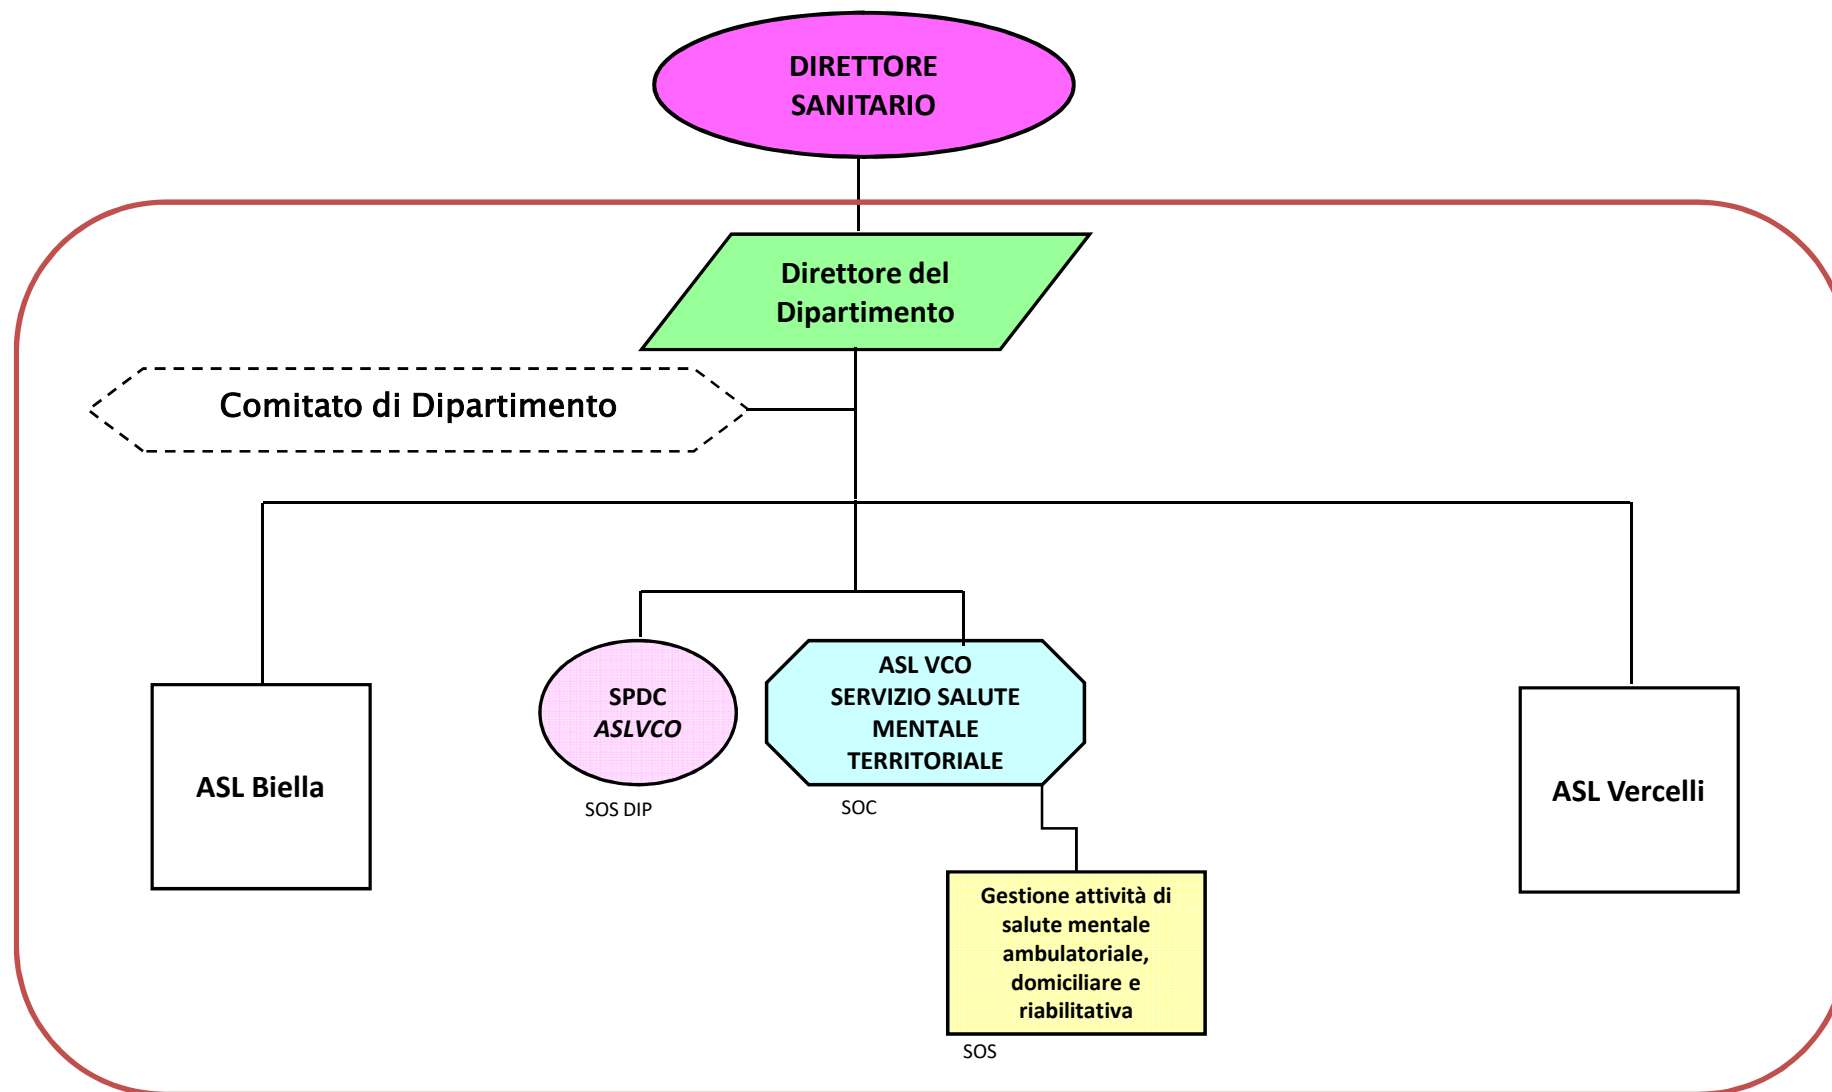 DIRETTORE
SANITARIO
Direttore del
Dipartimento
Comitato di Dipartimento
ASL Biella
SPDC
ASLVCO
SOS DIP
ASL VCO
SERVIZIO SALUTE
MENTALE
TERRITORIALE
SOC
Gestione attività di
salute mentale
ambulatoriale,
domiciliare e
riabilitativa
SOS
ASL Vercelli